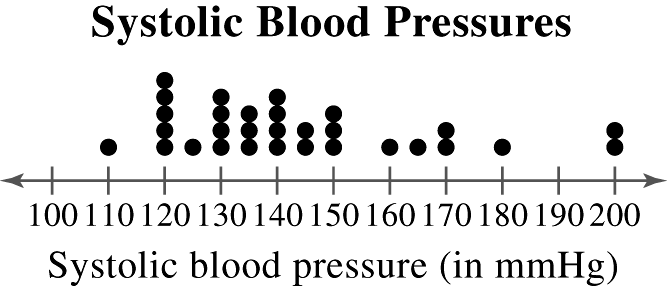 Systolic Blood Pressures
100 110 120 130 140 150 160 170 180 190 200
Systolic blood pressure (in mmHg)